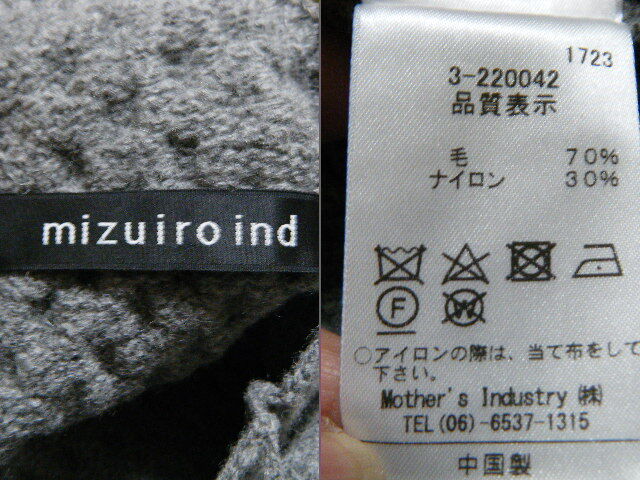 mizuiro ind
1723
3-220042
品質表示
毛 70%
ナイロン 30%
F W
○アイロンの際は、当て布をして
下さい。
Mother's Industry ㈱
TEL(06)-6537-1315
中国製